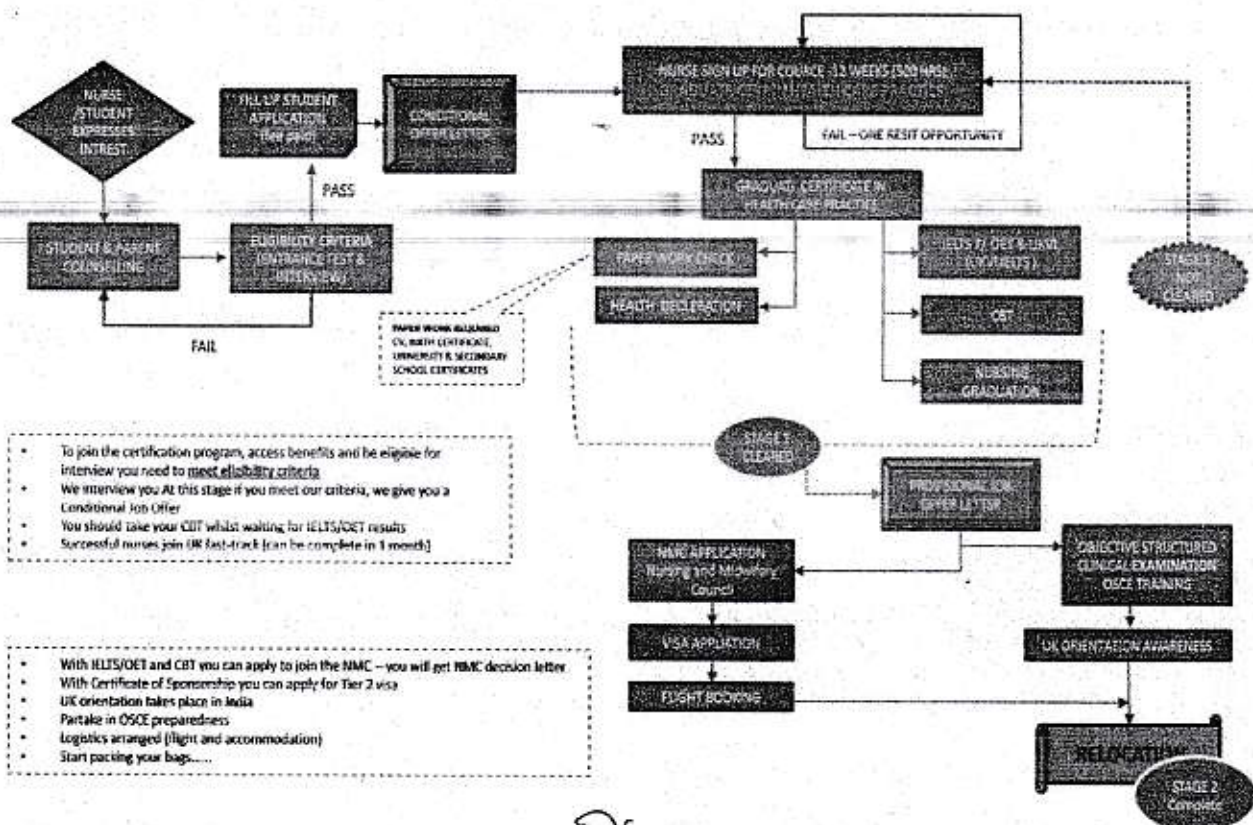 NURSE
/STUDENT
EXPRESSES
INTREST.
FILL UP STUDENT
APPLICATION
CONDITIONAL
OFFER LETTER
NURSE SIGN UP FOR COURCE -12 WEEKS (500 HRS)
PASS
FAIL – ONE RESIT OPPORTUNITY
PASS
GRADUATE CERTIFICATE IN
HEALTH CARE PRACTICE
STUDENT & PARENT
COUNSELLING
ELIGIBILITY CRITERIA
(ENTRANCE TEST &
INTERVIEW)
FAIL
PAPER WORK CHECK
HEALTH DECLERATION
CBT
NURSING
GRADUATION
STAGE 1
NOT
CLEARED
PAPER WORK REQUIRED
CV, BIRTH CERTIFICATE,
UNIVERSITY & SECONDARY
SCHOOL CERTIFICATES
STAGE 1
CLEARED
OFFER LETTER
• To join the certification program, access benefits and be eligible for
interview you need to meet eligibility criteria
• We interview you At this stage if you meet our criteria, we give you a
Conditional Job Offer
• You should take your CBT whilst waiting for IELTS/OET results
• Successful nurses join UK fast-track (can be complete in 1 month)
NMC APPLICATION
Nursing and Midwifery
Council
OBJECTIVE STRUCTURED
CLINICAL EXAMINATION
OSCE TRAINING
VISA APPLIATION
UK ORIENTATION AWARENESS
FLIGHT BOOKING
RELOCATION
STAGE 2
Complete
• With IELTS/OET and CBT you can apply to join the NMC – you will get NMC decision letter
• With Certificate of Sponsorship you can apply for Tier 2 visa
• UK orientation takes place in India
• Partake in OSCE preparedness
• Logistics arranged (flight and accommodation)
• Start packing your bags......